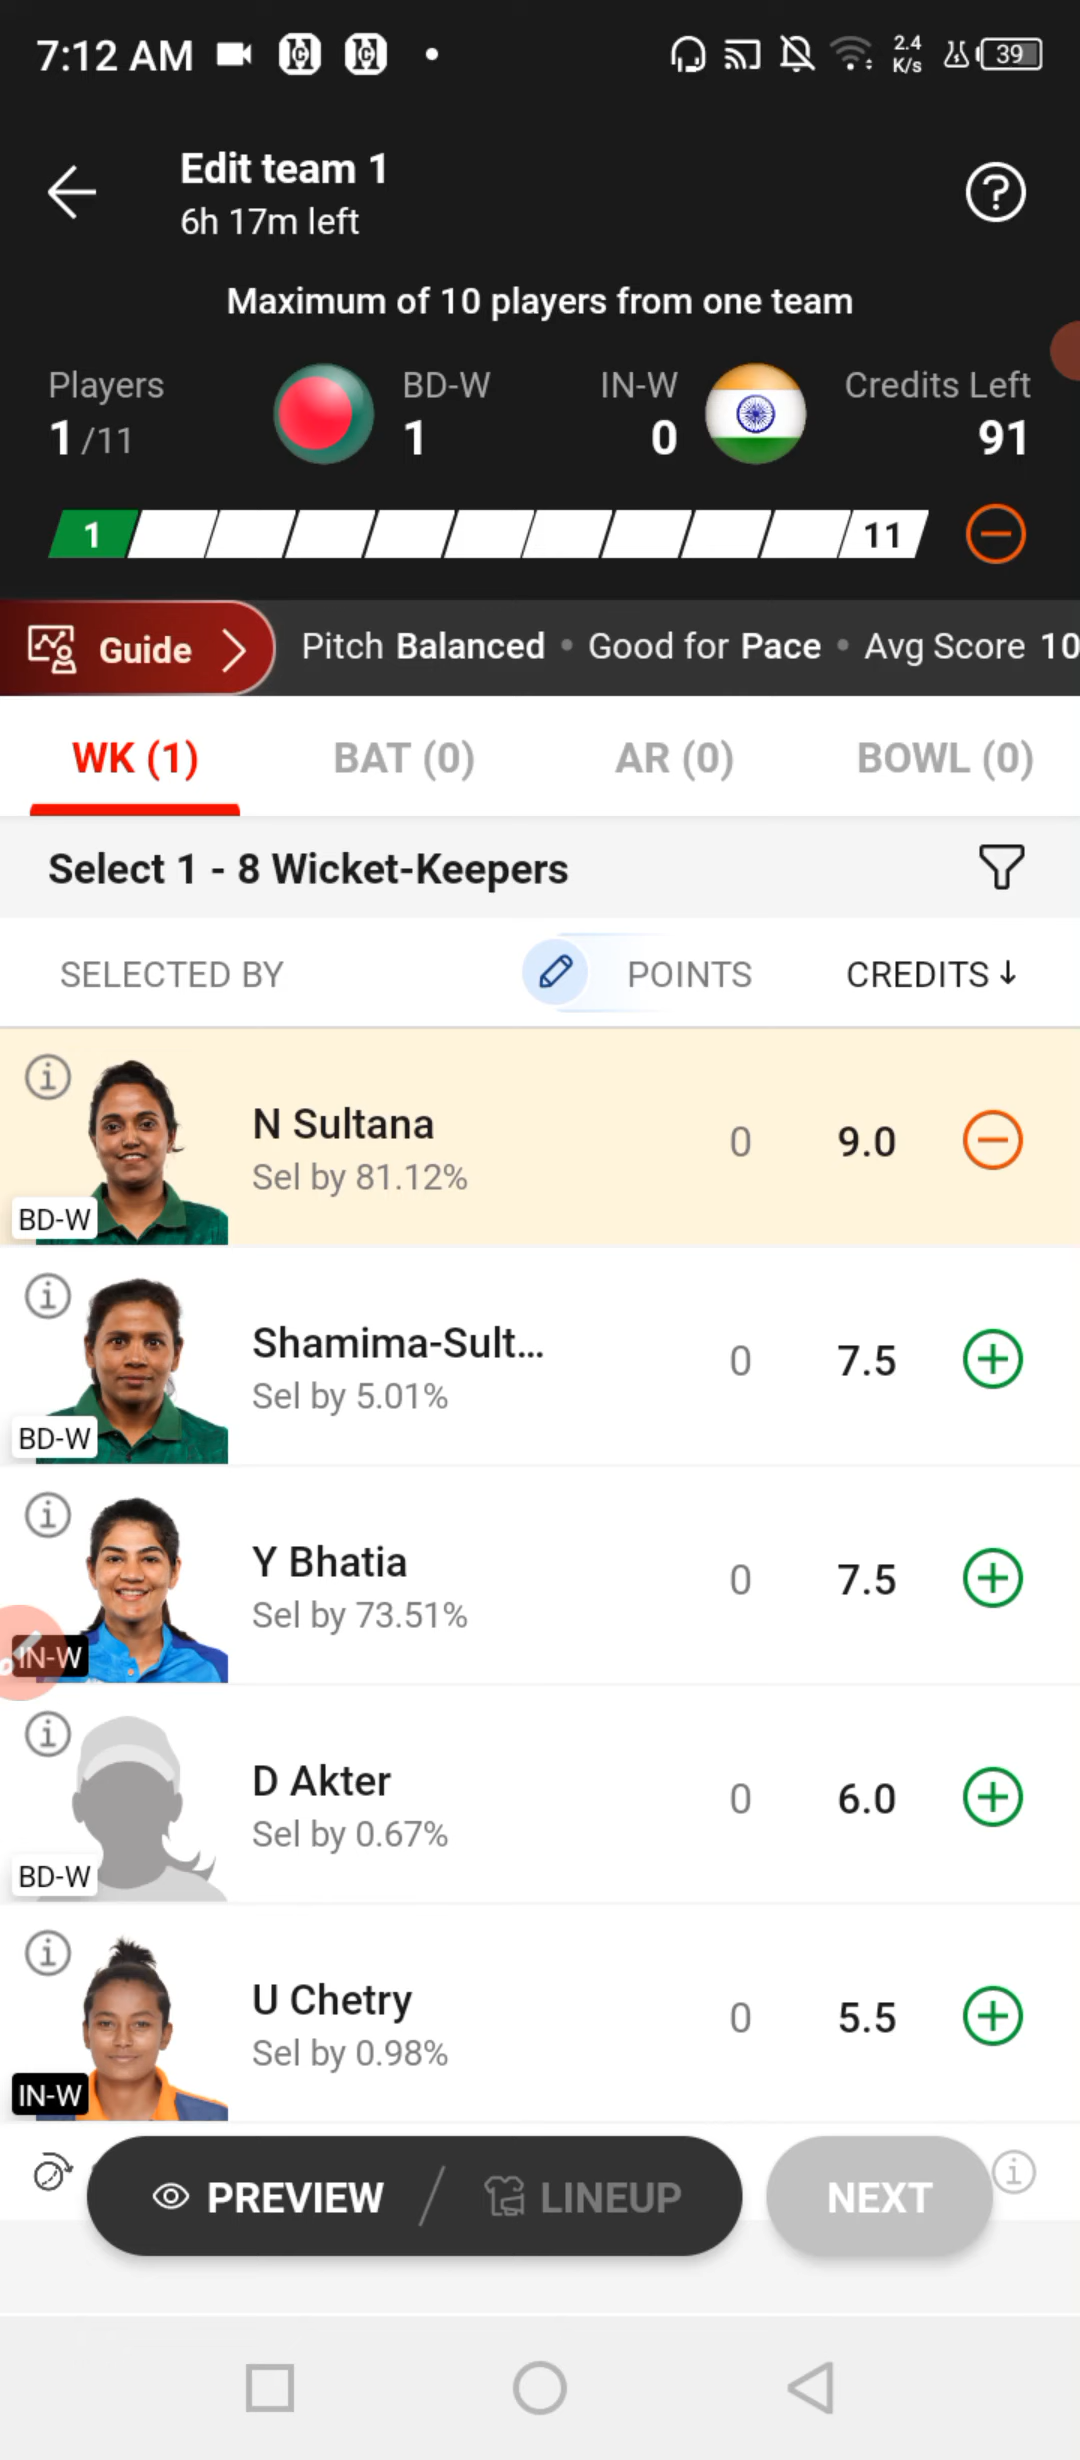 7:12 AM
2.4
K/s
39
Edit team 1
6h 17m left
Maximum of 10 players from one team
Players
1/11
BD-W
1
IN-W
0
Credits Left
91
1
11
Guide
Pitch Balanced • Good for Pace • Avg Score 10
WK (1)
BAT (0)
AR (0)
BOWL (0)
Select 1 - 8 Wicket-Keepers
SELECTED BY
POINTS
CREDITS↓
N Sultana
Sel by 81.12%
0
9.0
BD-W
Shamima-Sult...
Sel by 5.01%
0
7.5
BD-W
Y Bhatia
Sel by 73.51%
0
7.5
IN-W
D Akter
Sel by 0.67%
0
6.0
BD-W
U Chetry
Sel by 0.98%
0
5.5
IN-W
PREVIEW
LINEUP
NEXT